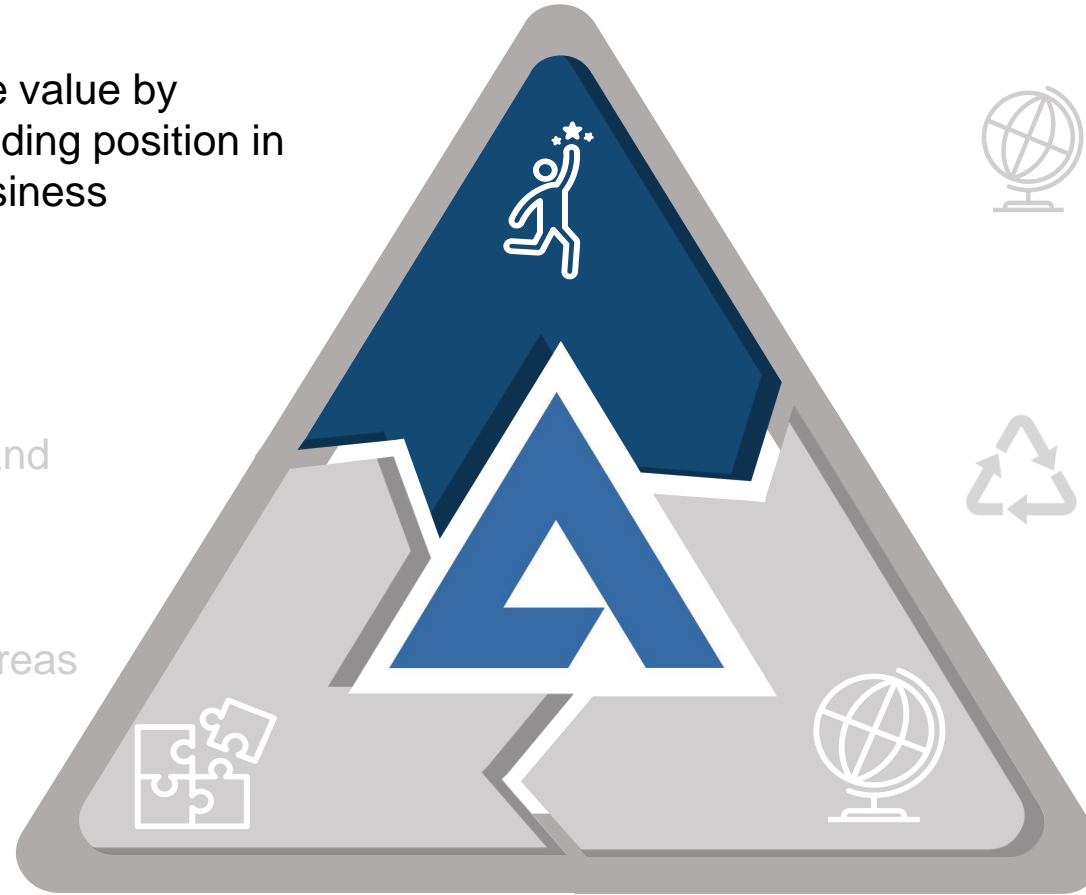 e value by
ding position in
siness
nd
reas